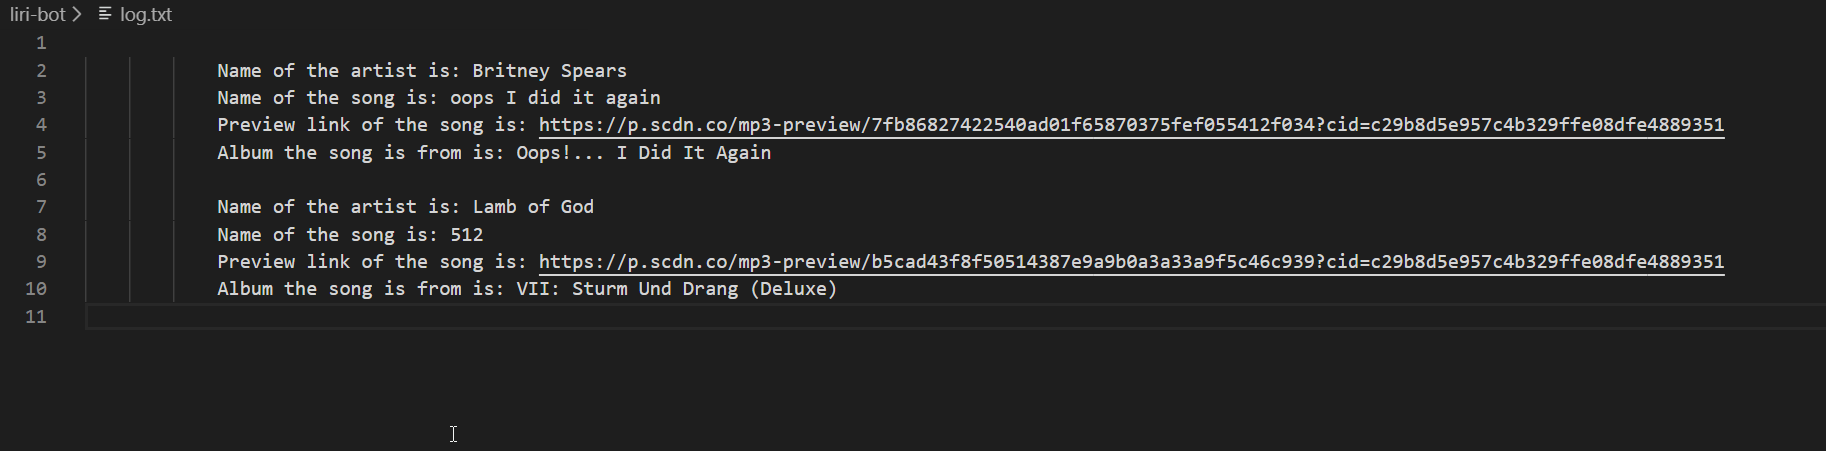 liri-bot > log.txt
1
2 Name of the artist is: Britney Spears
3 Name of the song is: oops I did it again
4 Preview link of the song is: https://p.scdn.co/mp3-preview/7fb86827422540ad01f65870375fef055412f034?cid=c29b8d5e957c4b329ffe08dfe4889351
5 Album the song is from is: Oops!... I Did It Again
6
7 Name of the artist is: Lamb of God
8 Name of the song is: 512
9 Preview link of the song is: https://p.scdn.co/mp3-preview/b5cad43f8f50514387e9a9b0a3a33a9f5c46c939?cid=c29b8d5e957c4b329ffe08dfe4889351
10 Album the song is from is: VII: Sturm Und Drang (Deluxe)
11